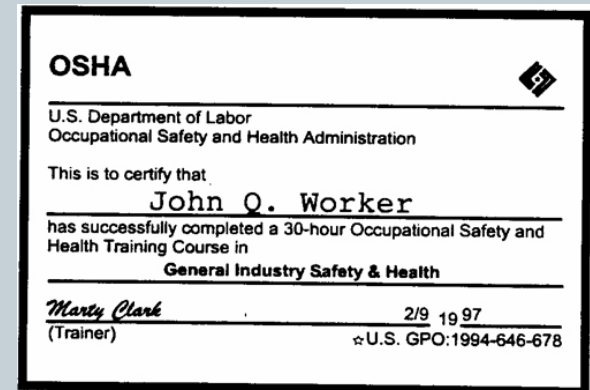 OSHA
U.S. Department of Labor
Occupational Safety and Health Administration
This is to certify that
John Q. Worker
has successfully completed a 30-hour Occupational Safety and
Health Training Course in
General Industry Safety & Health
Marty Clark 2/9 19 97
(Trainer) ☆U.S. GPO:1994-646-678